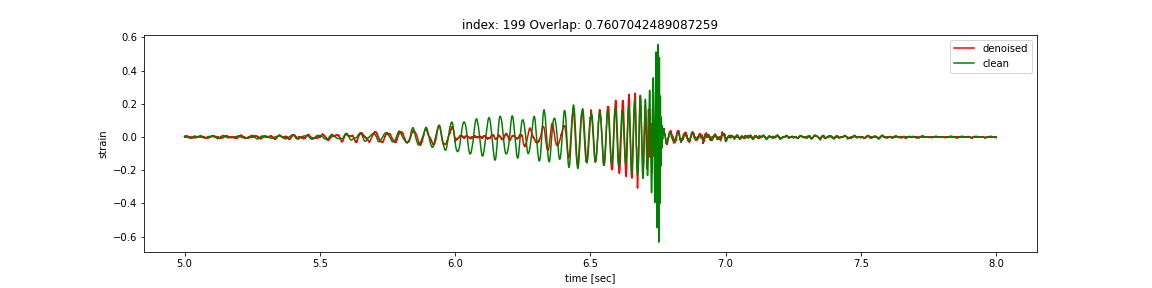 index: 199 Overlap: 0.7607042489087259
denoised
clean
strain
0.6
0.4
0.2
0.0
−0.2
−0.4
−0.6
5.0 5.5 6.0 6.5 7.0 7.5 8.0
time [sec]